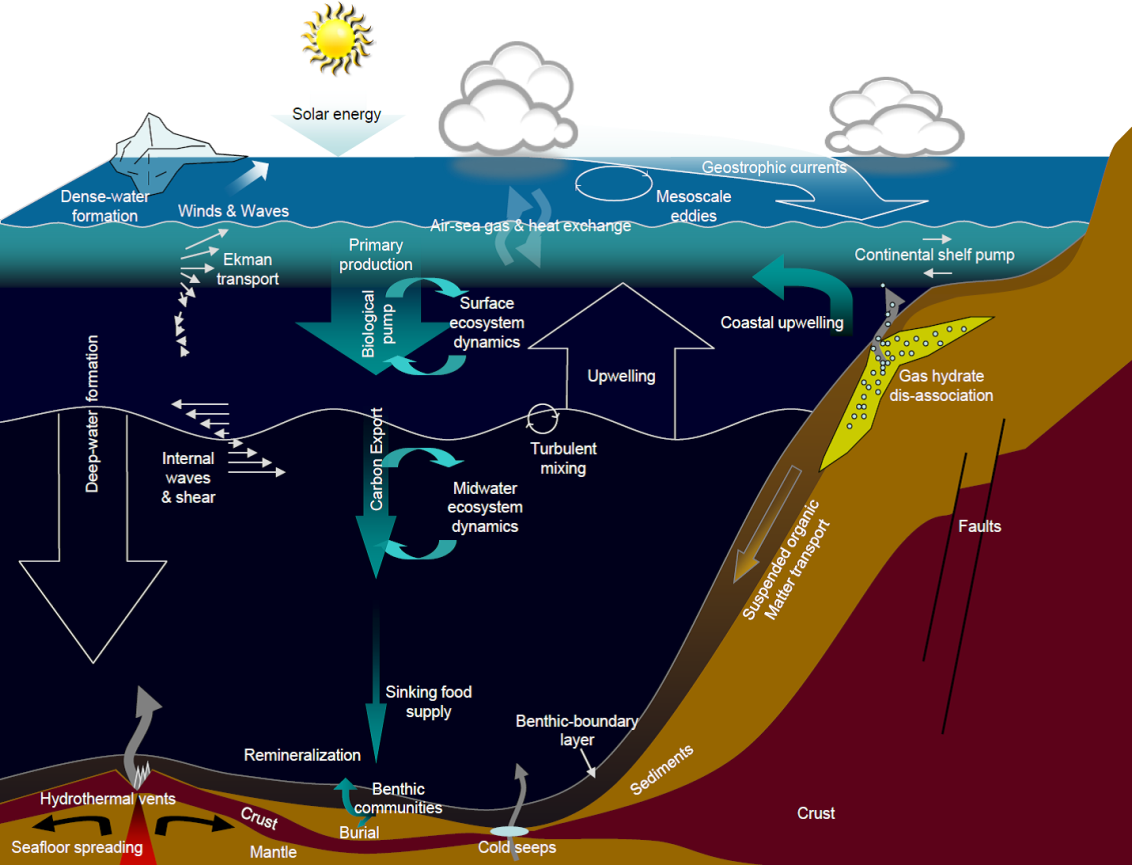 Solar energy
Geostrophic currents
Dense-water
formation
Winds & Waves
Mesoscale
eddies
Air-sea gas & heat exchange
Primary
production
Ekman
transport
Continental shelf pump
Biological
pump
Surface
ecosystem
dynamics
Coastal upwelling
Deep-water formation
Upwelling
Gas hydrate
dis-association
Carbon Export
Internal
waves
& shear
Turbulent
mixing
Midwater
ecosystem
dynamics
Suspended organic
Matter transport
Faults
Sinking food
supply
Benthic-boundary
layer
Remineralization
Sediments
Hydrothermal vents
Benthic
communities
Crust
Burial
Crust
Seafloor spreading
Mantle
Cold seeps